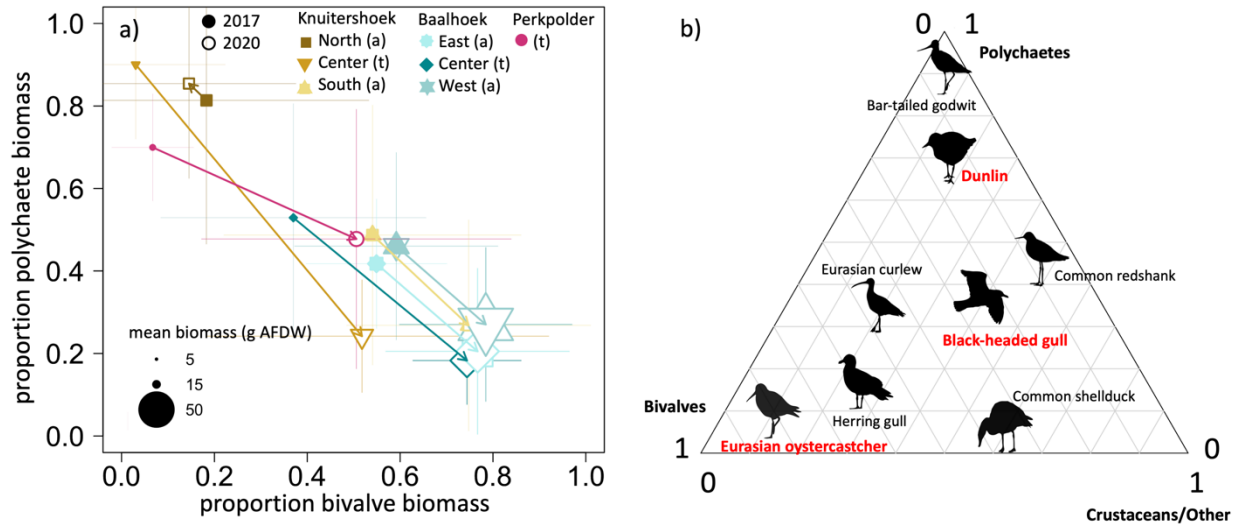 a)
2017
2020
Knuitershoek
North (a)
Center (t)
South (a)
Baalhoek
East (a)
Center (t)
West (a)
Perkpolder
(t)
1.0
0.8
0.6
0.4
0.2
0.0
proportion polychaete biomass
mean biomass (g AFDW)
5
15
50
0.0 0.2 0.4 0.6 0.8 1.0
proportion bivalve biomass
b)
0 1
Polychaetes
Bar-tailed godwit
Dunlin
Eurasian curlew
Common redshank
Black-headed gull
Bivalves
Common shellduck
Herring gull
Eurasian oystercastcher
1 0
0 1
Crustaceans/Other